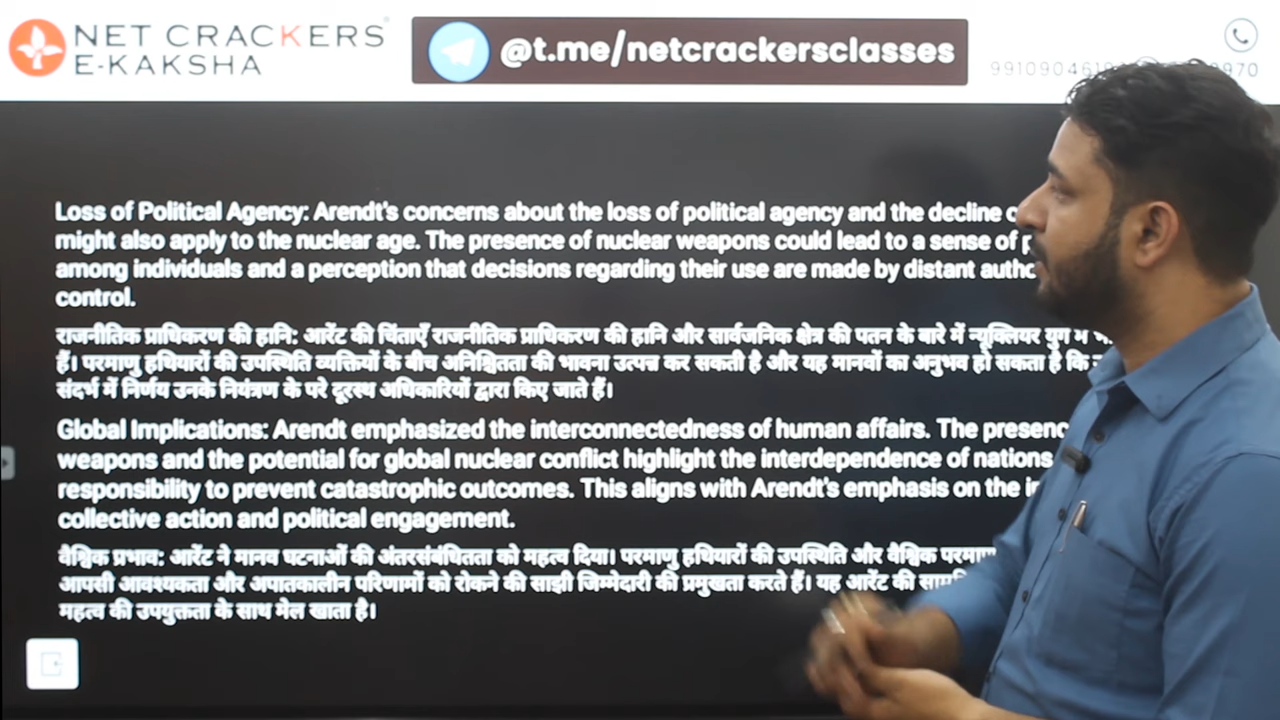 NET CRACKERS
E-KAKSHA
@t.me/netcrackersclasses
Loss of Political Agency: Arendt's concerns about the loss of political agency and the decline
might also apply to the nuclear age. The presence of nuclear weapons could lead to a sense of
among individuals and a perception that decisions regarding their use are made by distant
control.
राजनीतिक प्राधिकरण की हानि: आरेंट की चिंताएँ राजनीतिक प्राधिकरण की हानि और सार्वजनिक क्षेत्र की पतन के बारे में न्यूक्लियर युग में
हैं। परमाणु हथियारों की उपस्थिति व्यक्तियों के बीच अनिश्चितता की भावना उत्पन्न कर सकती है और यह मानवों का अनुभव हो सकता है कि
संदर्भ में निर्णय उनके नियंत्रण के परे दूरस्थ अधिकारियों द्वारा किए जाते हैं।
Global Implications: Arendt emphasized the interconnectedness of human affairs. The
weapons and the potential for global nuclear conflict highlight the interdependence of nations
responsibility to prevent catastrophic outcomes. This aligns with Arendt's emphasis on the
collective action and political engagement.
वैश्विक प्रभाव: आरेंट ने मानव घटनाओं की अंतरसंबंधितता को महत्व दिया। परमाणु हथियारों की उपस्थिति और वैश्विक
आपसी आवश्यकता और अपातकालीन परिणामों को रोकने की साझी जिम्मेदारी की प्रमुखता करते हैं। यह आरेंट की
महत्व की उपयुक्तता के साथ मेल खाता है।